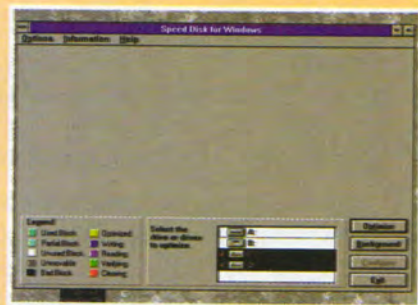 Speed Disk for Windows
Options Information Help
Legend:
Used Block
Optimized
Partial Block
Writing
Unused Block
Reading
Unmovable
Verifying
Bad Block
Clearing
Select the
drive or drives
to optimize.
A:
B:
Optimize
Background
Configure
Exit